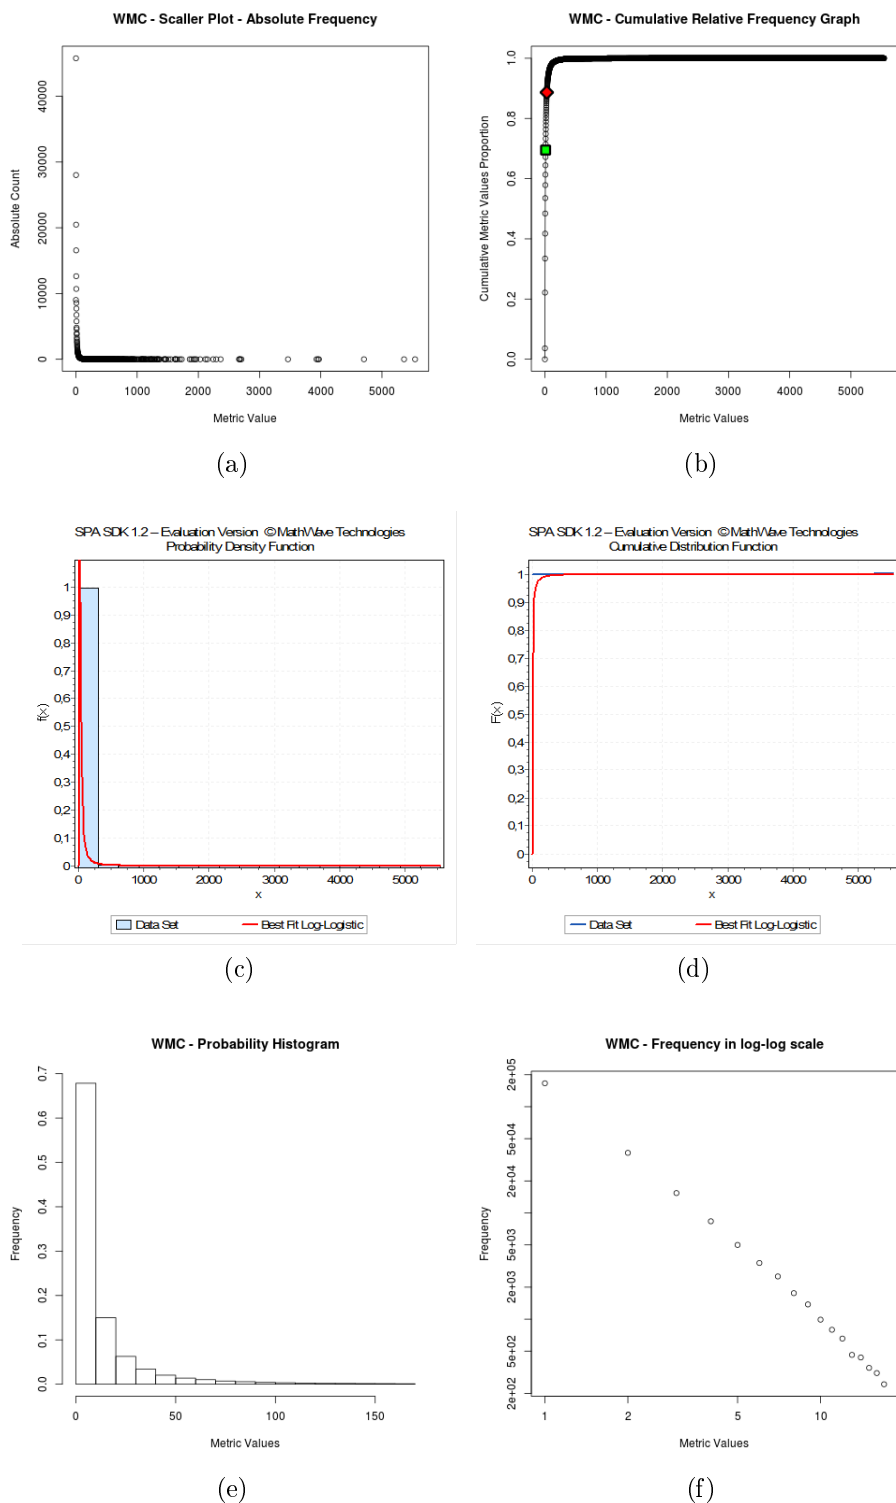 WMC - Scaller Plot - Absolute Frequency
Absolute Count
0 10000 20000 30000 40000
0 1000 2000 3000 4000 5000
Metric Value
(a)
WMC - Cumulative Relative Frequency Graph
Cumulative Metric Values Proportion
0.0 0.2 0.4 0.6 0.8 1.0
0 1000 2000 3000 4000 5000
Metric Values
(b)
SPA SDK 1.2 – Evaluation Version © MathWave Technologies
Probability Density Function
f(x)
1
0,9
0,8
0,7
0,6
0,5
0,4
0,3
0,2
0,1
0
0 1000 2000 3000 4000 5000
x
Data Set Best Fit Log-Logistic
(c)
SPA SDK 1.2 – Evaluation Version © MathWave Technologies
Cumulative Distribution Function
F(x)
1
0,9
0,8
0,7
0,6
0,5
0,4
0,3
0,2
0,1
0
0 1000 2000 3000 4000 5000
x
Data Set Best Fit Log-Logistic
(d)
WMC - Probability Histogram
Frequency
0.0 0.1 0.2 0.3 0.4 0.5 0.6 0.7
0 50 100 150
Metric Values
(e)
WMC - Frequency in log-log scale
Frequency
2e+02 5e+02 2e+03 5e+03 2e+04 5e+04 2e+05
1 2 5 10
Metric Values
(f)